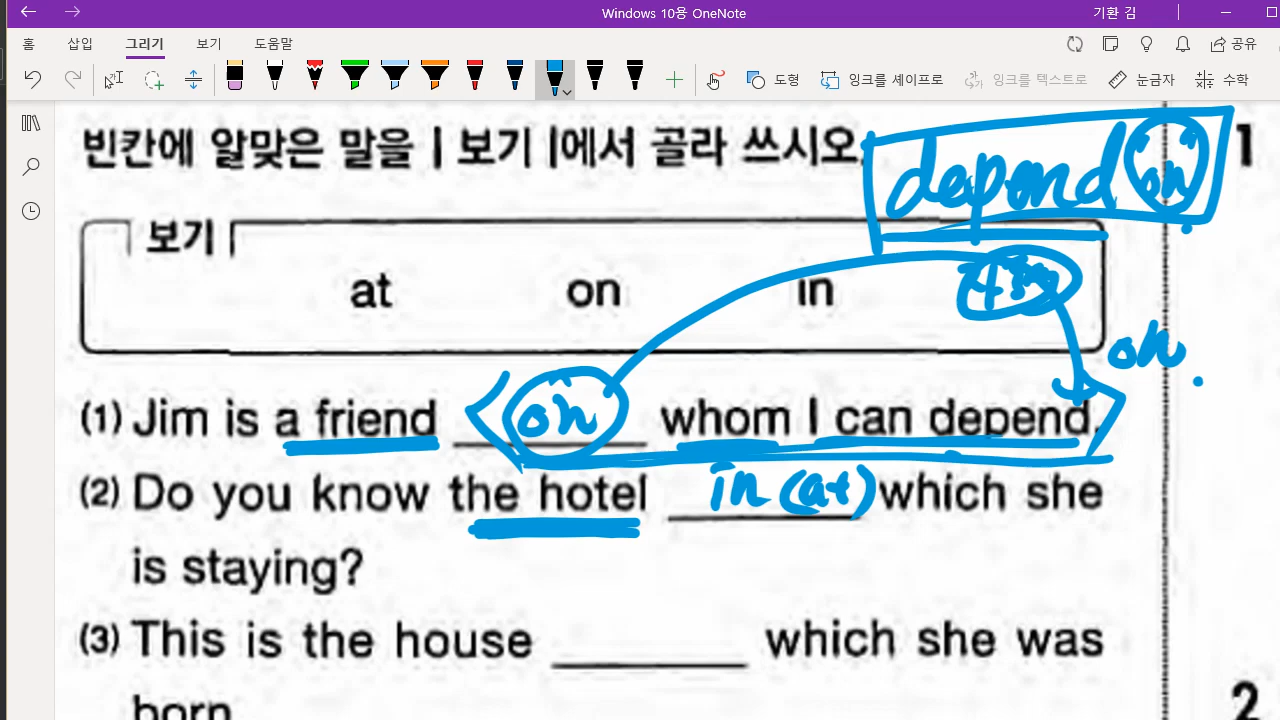 Windows 10용 OneNote
기환 김
홈 삽입 그리기 보기 도움말
공유
도형 잉크를 셰이프로 잉크를 텍스트로 눈금자 수학
빈칸에 알맞은 말을 | 보기 |에서 골라 쓰시오.
depend on
1
보기
at on in
on.
(1) Jim is a friend on whom I can depend.
(2) Do you know the hotel in (at) which she
is staying?
(3) This is the house ______ which she was
born
2